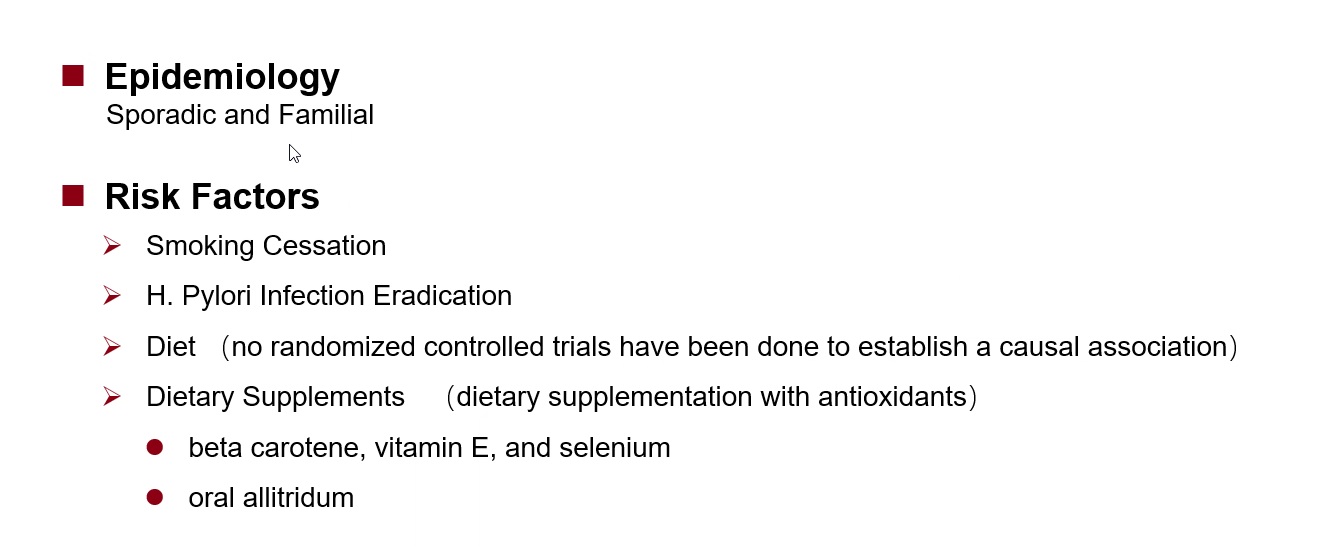 Epidemiology
Sporadic and Familial
Risk Factors
Smoking Cessation
H. Pylori Infection Eradication
Diet （no randomized controlled trials have been done to establish a causal association）
Dietary Supplements （dietary supplementation with antioxidants）
beta carotene, vitamin E, and selenium
oral allitridum